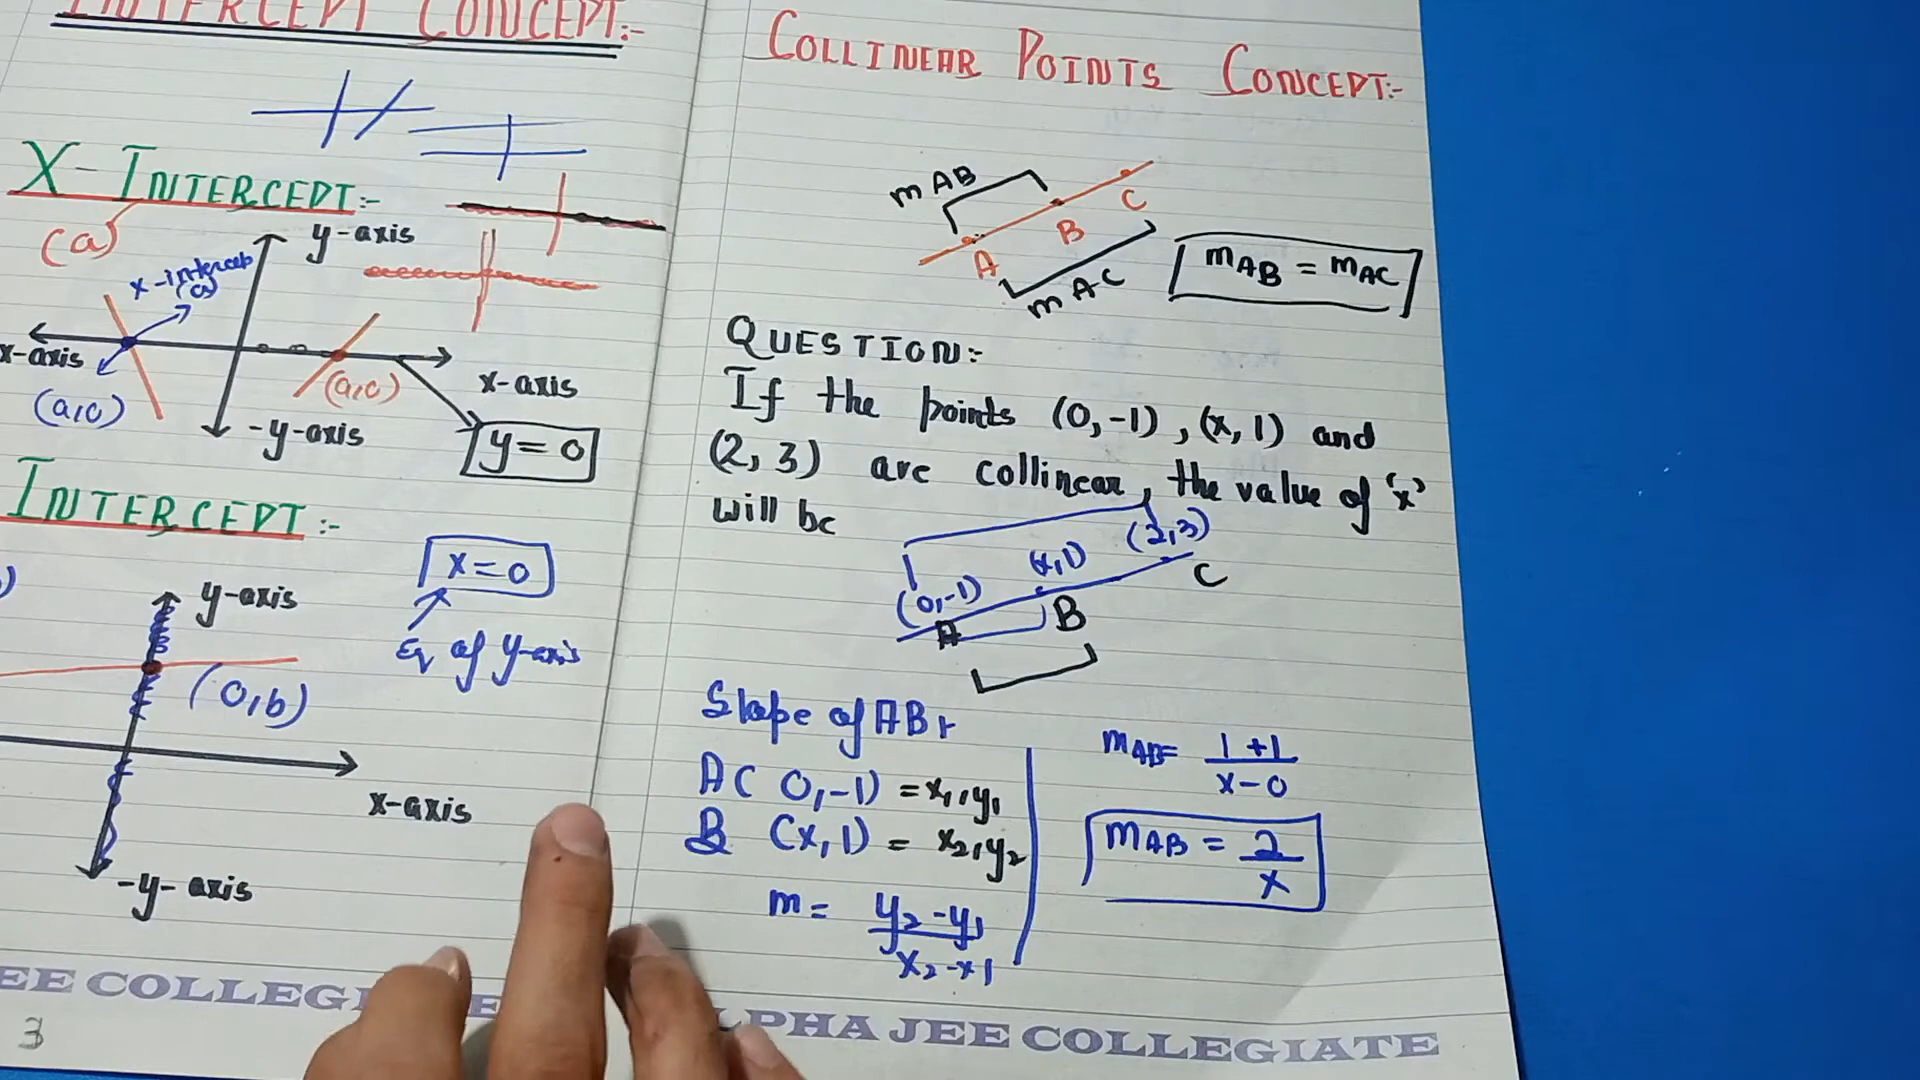 INTERCEPT CONCEPT:-
X-INTERCEPT:-
(a)
y-axis
x-intercep
(a)
x-axis
(a,0)
(a,0)
x-axis
-y-axis
y=0
INTERCEPT:-
x=0
y-axis
Eq of y-axis
(0,b)
x-axis
-y-axis
3
COLLINEAR POINTS CONCEPT:-
mAB
C
B
A
mAC
mAB = mAC
QUESTION:-
If the points (0,-1), (x, 1) and
(2, 3) are collinear, the value of 'x'
will be
(2,3)
(x,1)
C
(0,-1)
B
A
Slope of AB
A( 0,-1) = x1,y1
B (x,1) = x2,y2
m= y2-y1
x2-x1
mAB= 1+1
x-0
mAB = 2
x
ALPHA JEE COLLEGIATE